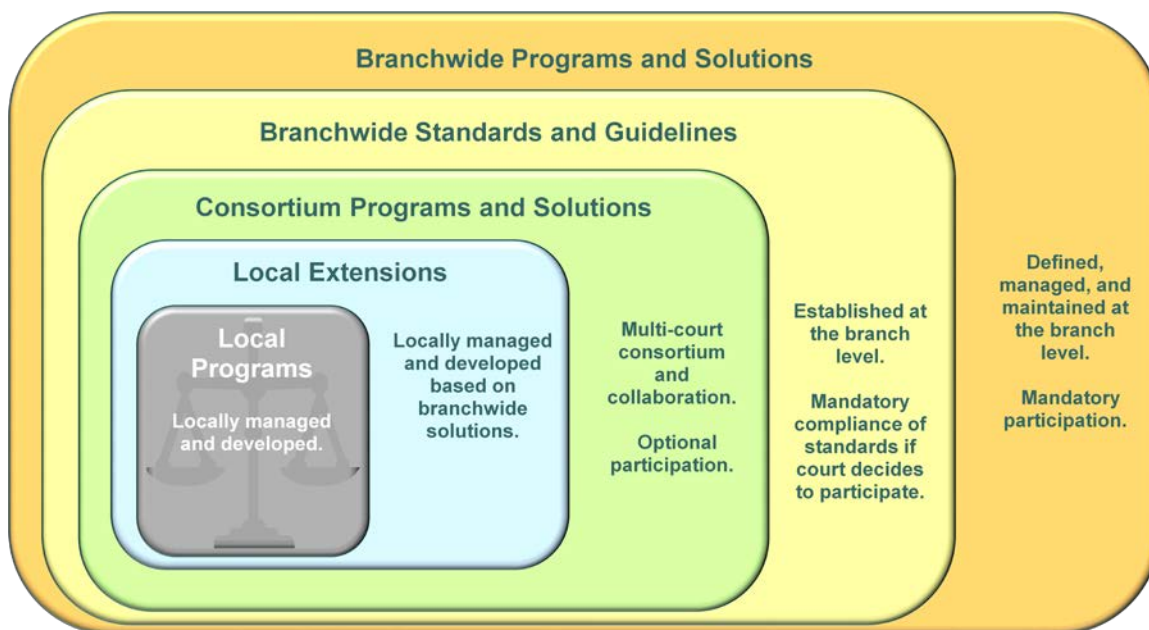 Branchwide Programs and Solutions
Branchwide Standards and Guidelines
Consortium Programs and Solutions
Local Extensions
Local
Programs
Locally managed
and developed.
Locally managed
and developed
based on
branchwide
solutions.
Multi-court
consortium
and
collaboration.
Optional
participation.
Established at
the branch
level.
Mandatory
compliance of
standards if
court decides
to participate.
Defined,
managed, and
maintained at
the branch
level.
Mandatory
participation.